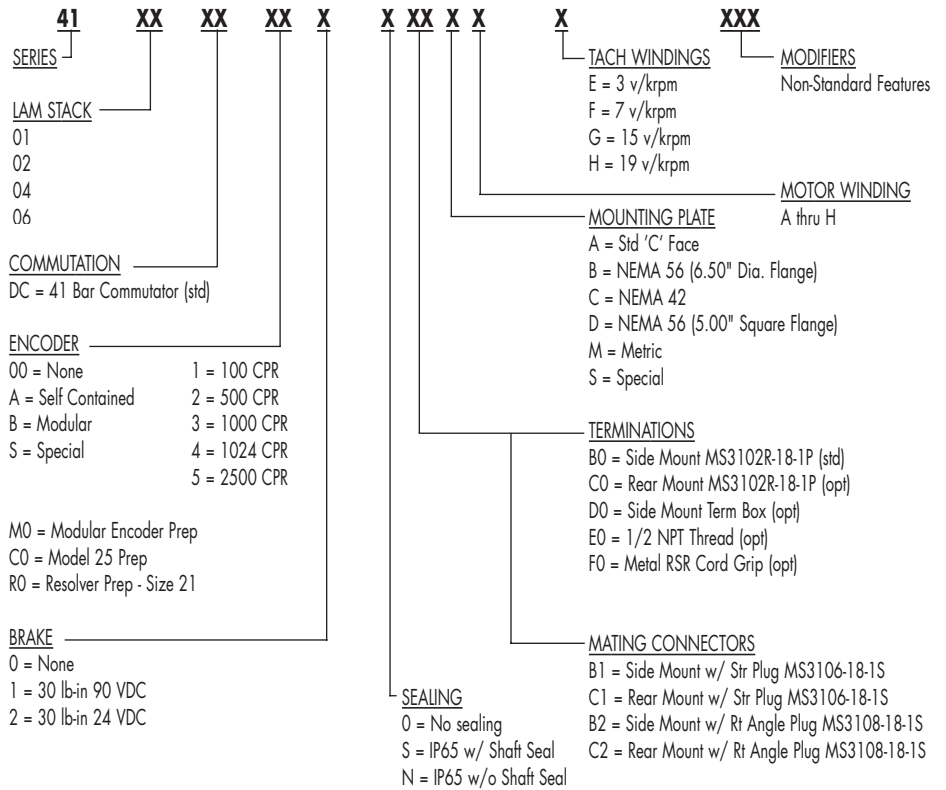 41 XX XX XX X X XX X X X XXX
SERIES
LAM STACK
01
02
04
06
COMMUTATION
DC = 41 Bar Commutator (std)
ENCODER
00 = None 1 = 100 CPR
A = Self Contained 2 = 500 CPR
B = Modular 3 = 1000 CPR
S = Special 4 = 1024 CPR
5 = 2500 CPR
M0 = Modular Encoder Prep
C0 = Model 25 Prep
R0 = Resolver Prep - Size 21
BRAKE
0 = None
1 = 30 lb-in 90 VDC
2 = 30 lb-in 24 VDC
SEALING
0 = No sealing
S = IP65 w/ Shaft Seal
N = IP65 w/o Shaft Seal
TACH WINDINGS
E = 3 v/krpm
F = 7 v/krpm
G = 15 v/krpm
H = 19 v/krpm
MODIFIERS
Non-Standard Features
MOTOR WINDING
A thru H
MOUNTING PLATE
A = Std 'C' Face
B = NEMA 56 (6.50" Dia. Flange)
C = NEMA 42
D = NEMA 56 (5.00" Square Flange)
M = Metric
S = Special
TERMINATIONS
B0 = Side Mount MS3102R-18-1P (std)
C0 = Rear Mount MS3102R-18-1P (opt)
D0 = Side Mount Term Box (opt)
E0 = 1/2 NPT Thread (opt)
F0 = Metal RSR Cord Grip (opt)
MATING CONNECTORS
B1 = Side Mount w/ Str Plug MS3106-18-1S
C1 = Rear Mount w/ Str Plug MS3106-18-1S
B2 = Side Mount w/ Rt Angle Plug MS3108-18-1S
C2 = Rear Mount w/ Rt Angle Plug MS3108-18-1S